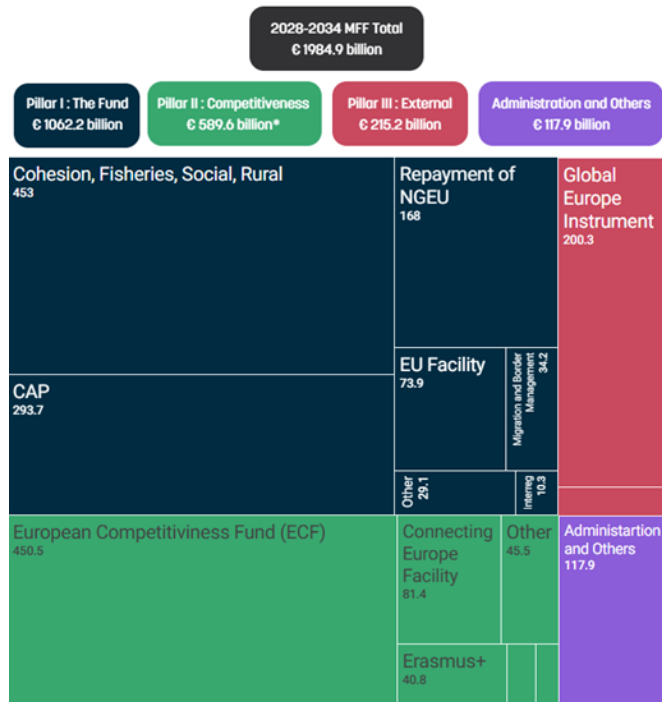 2028-2034 MFF Total
€ 1984.9 billion
Pillar I : The Fund
€ 1062.2 billion
Pillar II : Competitiveness
€ 589.6 billion*
Pillar III : External
€ 215.2 billion
Administration and Others
€ 117.9 billion
Cohesion, Fisheries, Social, Rural
453
Repayment of
NGEU
168
Global
Europe
Instrument
200.3
CAP
293.7
EU Facility
73.9
Migration and Border
Management
34.2
Other
29.1
Interreg
10.3
European Competitiviness Fund (ECF)
450.5
Connecting
Europe
Facility
81.4
Other
45.5
Administartion
and Others
117.9
Erasmus+
40.8